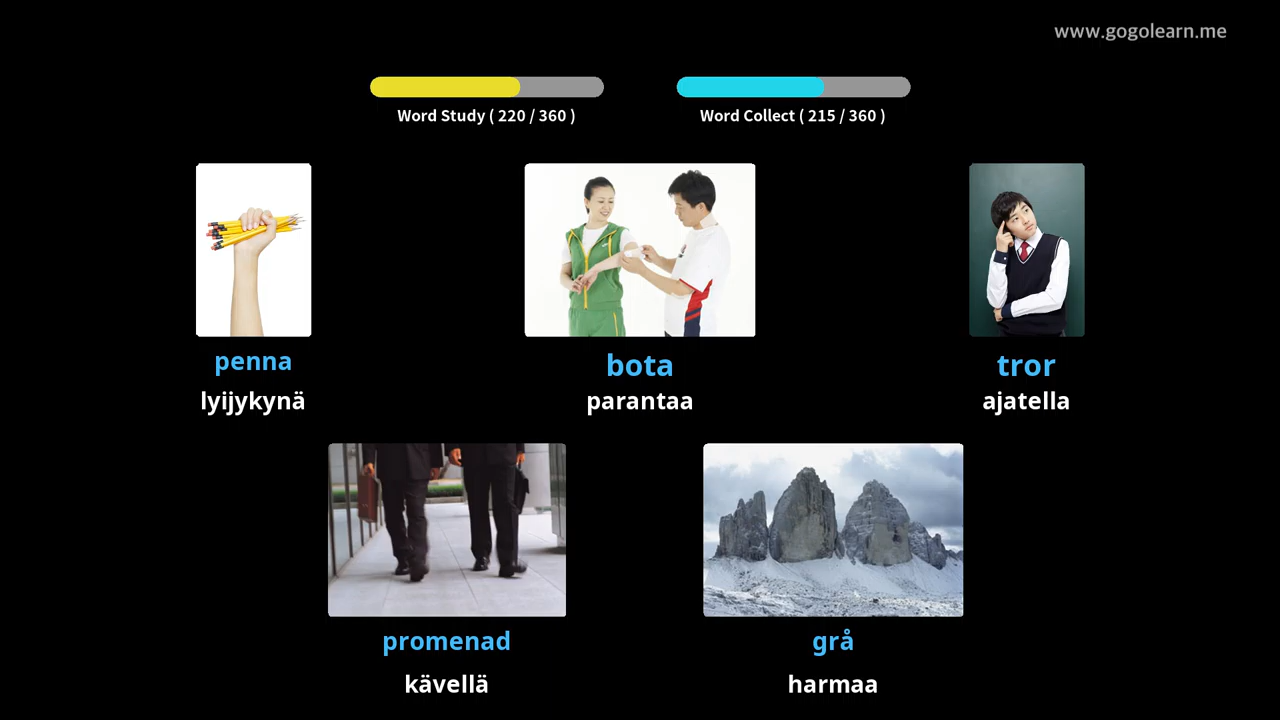 www.gogolearn.me
Word Study ( 220 / 360 )
Word Collect ( 215 / 360 )
penna
lyijykynä
bota
parantaa
tror
ajatella
promenad
kävellä
grå
harmaa